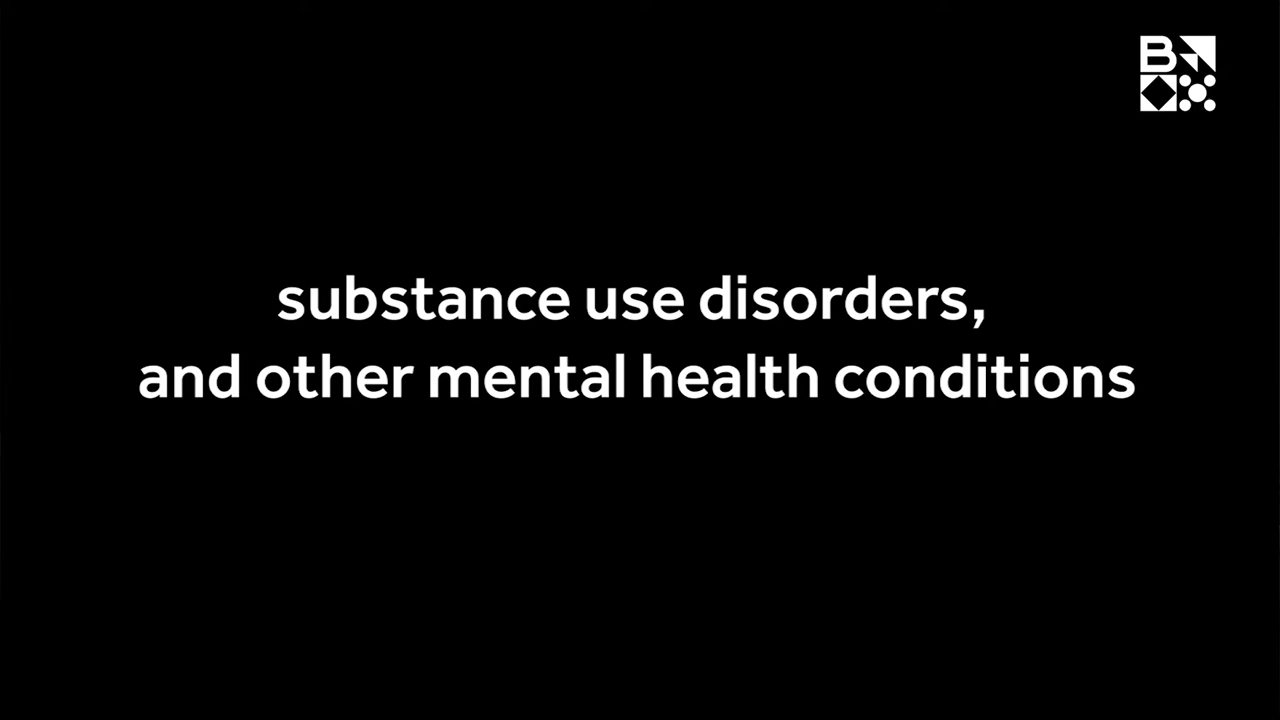 B
substance use disorders,
and other mental health conditions